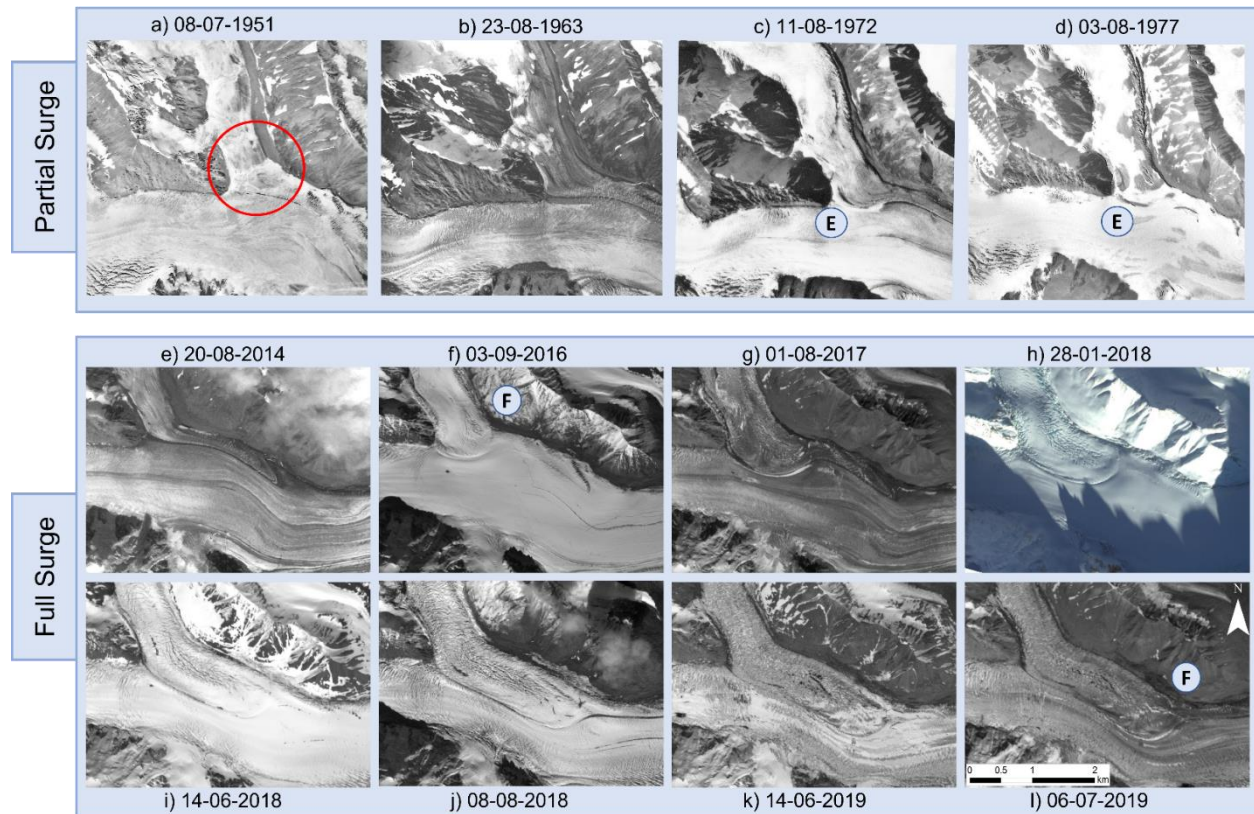 a) 08-07-1951
b) 23-08-1963
c) 11-08-1972
d) 03-08-1977
Partial Surge
E
E
e) 20-08-2014
f) 03-09-2016
g) 01-08-2017
h) 28-01-2018
F
Full Surge
N
F
0 0.5 1 2
km
i) 14-06-2018
j) 08-08-2018
k) 14-06-2019
l) 06-07-2019